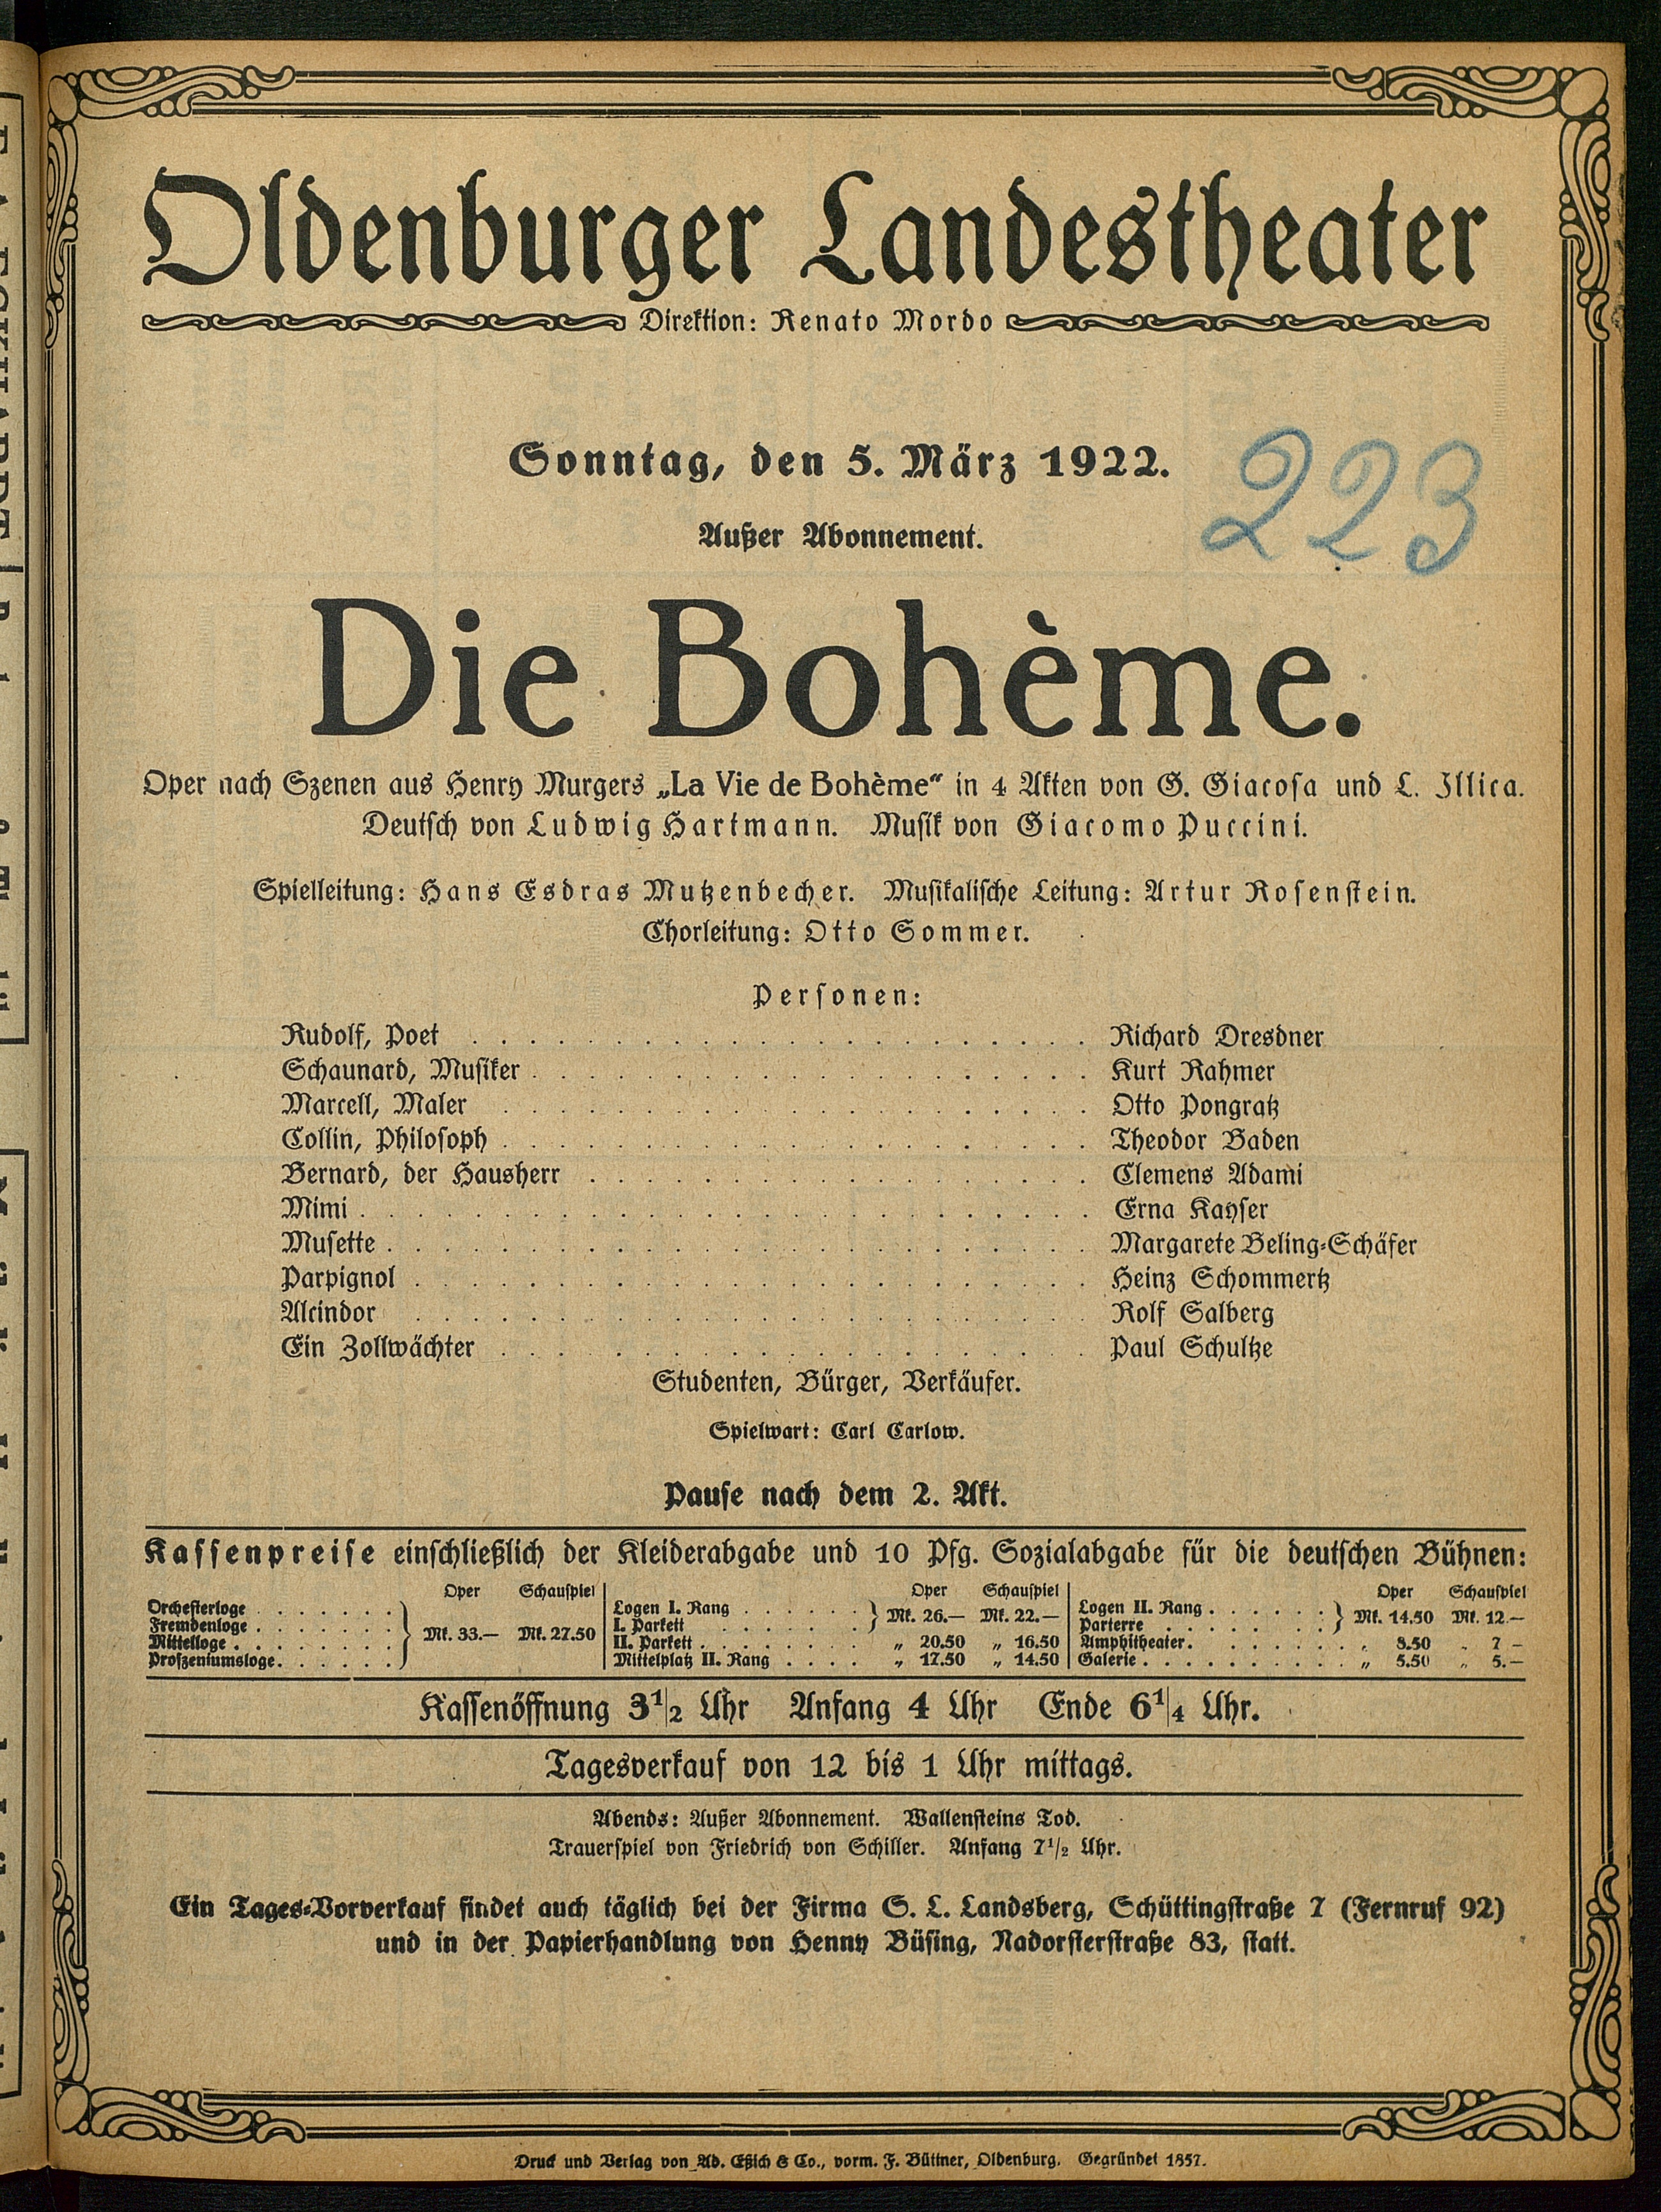 Oldenburger Landestheater
Direktion: Renato Mordo
Sonntag, den 5. März 1922.
223
Außer Abonnement.
Die Bohème.
Oper nach Szenen aus Henry Murgers „La Vie de Bohème“ in 4 Akten von G. Giacosa und L. Illica.
Deutsch von Ludwig Hartmann. Musik von Giacomo Puccini.
Spielleitung: Hans Esdras Mutzenbecher. Musikalische Leitung: Artur Rosenstein.
Chorleitung: Otto Sommer.
Personen:
Rudolf, Poet . . . . . Richard Dresdner
Schaunard, Musiker . . . . . Kurt Rahmer
Marcell, Maler . . . . . Otto Pongratz
Collin, Philosoph . . . . . Theodor Baden
Bernard, der Hausherr . . . . . Clemens Adami
Mimi . . . . . Erna Kayser
Musette . . . . . Margarete Beling-Schäfer
Parpignol . . . . . Heinz Schommertz
Alcindor . . . . . Rolf Salberg
Ein Zollwächter . . . . . Paul Schultze
Studenten, Bürger, Verkäufer.
Spielwart: Carl Carlow.
Pause nach dem 2. Akt.
Kassenpreise einschließlich der Kleiderabgabe und 10 Pfg. Sozialabgabe für die deutschen Bühnen:
Oper Schauspiel
Orchesterloge
Fremdenloge
Mittelloge
Proszeniumsloge
Mk. 33.— Mk. 27.50
Oper Schauspiel
Logen I. Rang
I. Parkett
Mk. 26.— Mk. 22.—
II. Parkett . . . . „ 20.50 „ 16.50
Mittelplatz II. Rang . . . . „ 17.50 „ 14.50
Oper Schauspiel
Logen II. Rang
Parterre
Mk. 14.50 Mk. 12.—
Amphitheater . . . . „ 8.50 „ 7 —
Galerie . . . . „ 5.50 „ 5.—
Kassenöffnung 3 1/2 Uhr Anfang 4 Uhr Ende 6 1/4 Uhr.
Tagesverkauf von 12 bis 1 Uhr mittags.
Abends: Außer Abonnement. Wallensteins Tod.
Trauerspiel von Friedrich von Schiller. Anfang 7 1/2 Uhr.
Ein Tages-Vorverkauf findet auch täglich bei der Firma S. L. Landsberg, Schüttingstraße 7 (Fernruf 92)
und in der Papierhandlung von Henny Büsing, Nadorsterstraße 83, statt.
Druck und Verlag von Ad. Eßich & Co., vorm. F. Büttner, Oldenburg. Gegründet 1857.